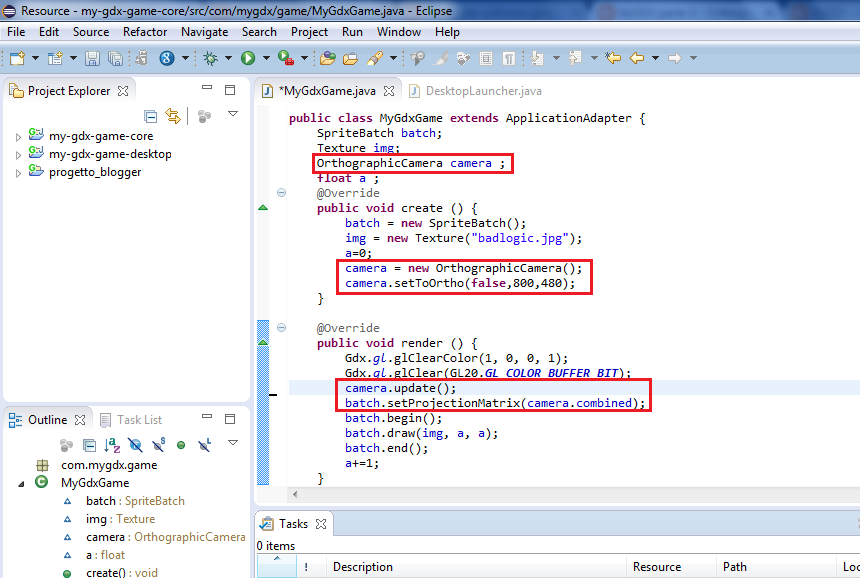 Resource - my-gdx-game-core/src/com/mygdx/game/MyGdxGame.java - Eclipse
File Edit Source Refactor Navigate Search Project Run Window Help
Project Explorer
my-gdx-game-core
my-gdx-game-desktop
progetto_blogger
*MyGdxGame.java DesktopLauncher.java
public class MyGdxGame extends ApplicationAdapter {
SpriteBatch batch;
Texture img;
OrthographicCamera camera ;
float a ;
@Override
public void create () {
batch = new SpriteBatch();
img = new Texture("badlogic.jpg");
a=0;
camera = new OrthographicCamera();
camera.setToOrtho(false,800,480);
}
@Override
public void render () {
Gdx.gl.glClearColor(1, 0, 0, 1);
Gdx.gl.glClear(GL20.GL_COLOR_BUFFER_BIT);
camera.update();
batch.setProjectionMatrix(camera.combined);
batch.begin();
batch.draw(img, a, a);
batch.end();
a+=1;
}
Outline Task List
com.mygdx.game
MyGdxGame
batch : SpriteBatch
img : Texture
camera : OrthographicCamera
a : float
create() : void
Tasks
0 items
! Description Resource Path Loc